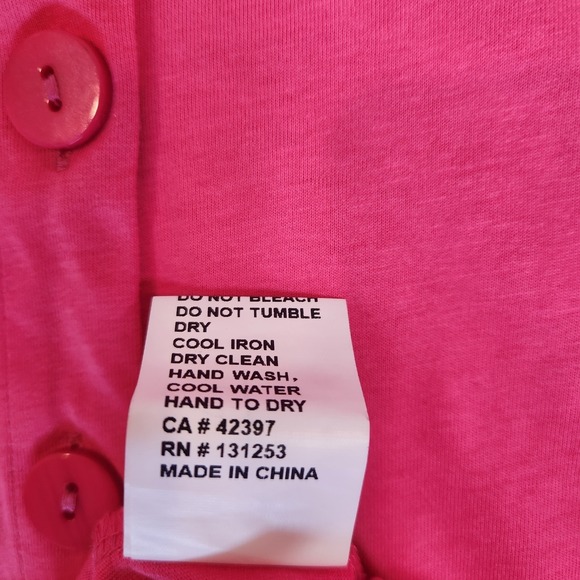 DO NOT BLEACH
DO NOT TUMBLE
DRY
COOL IRON
DRY CLEAN
HAND WASH,
COOL WATER
HAND TO DRY
CA # 42397
RN # 131253
MADE IN CHINA